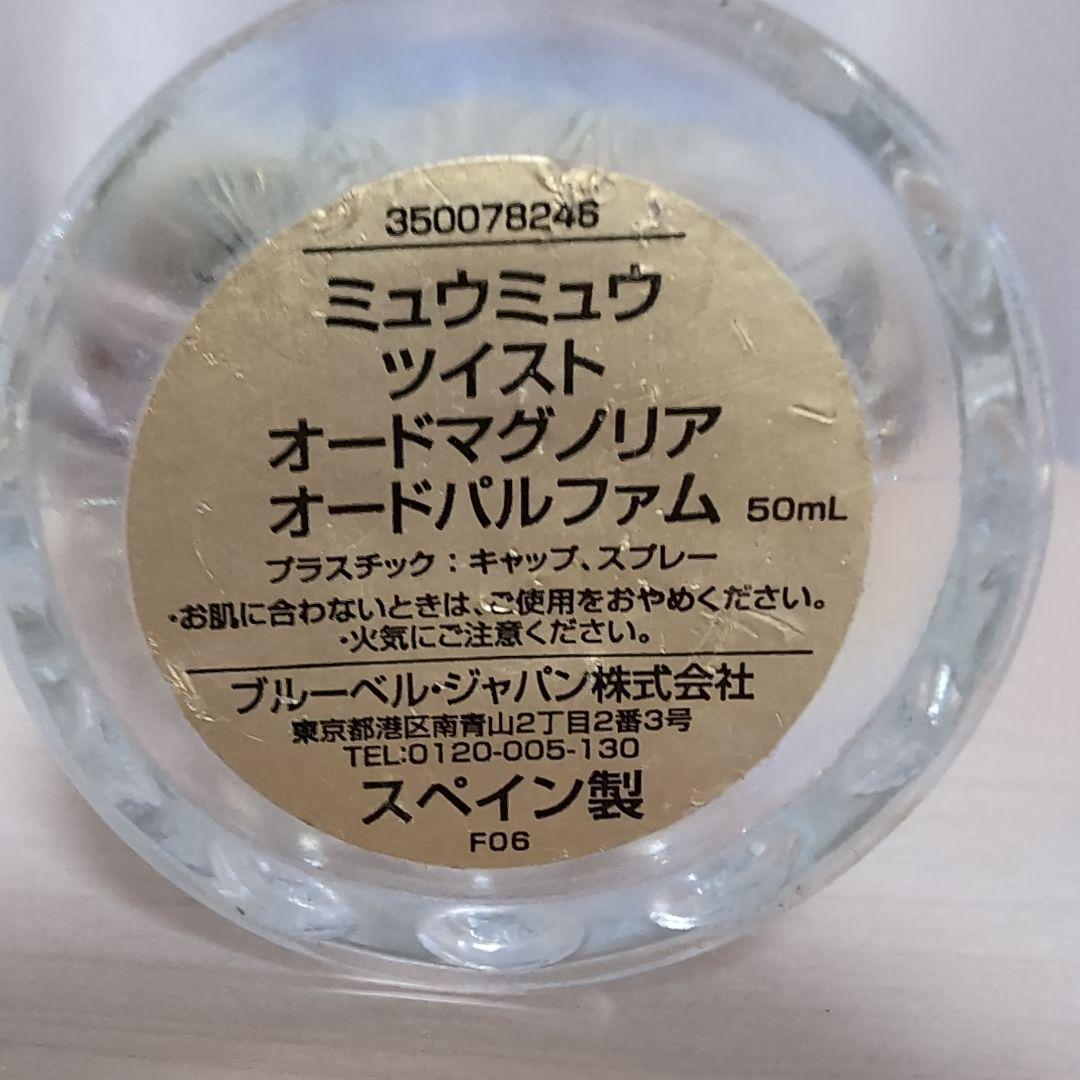 350078246
ミュウミュウ
ツイスト
オードマグノリア
オードパルファム 50mL
プラスチック：キャップ、スプレー
・お肌に合わないときは、ご使用をおやめください。
・火気にご注意ください。
ブルーベル・ジャパン株式会社
東京都港区南青山2丁目2番3号
TEL:0120-005-130
スペイン製
F06